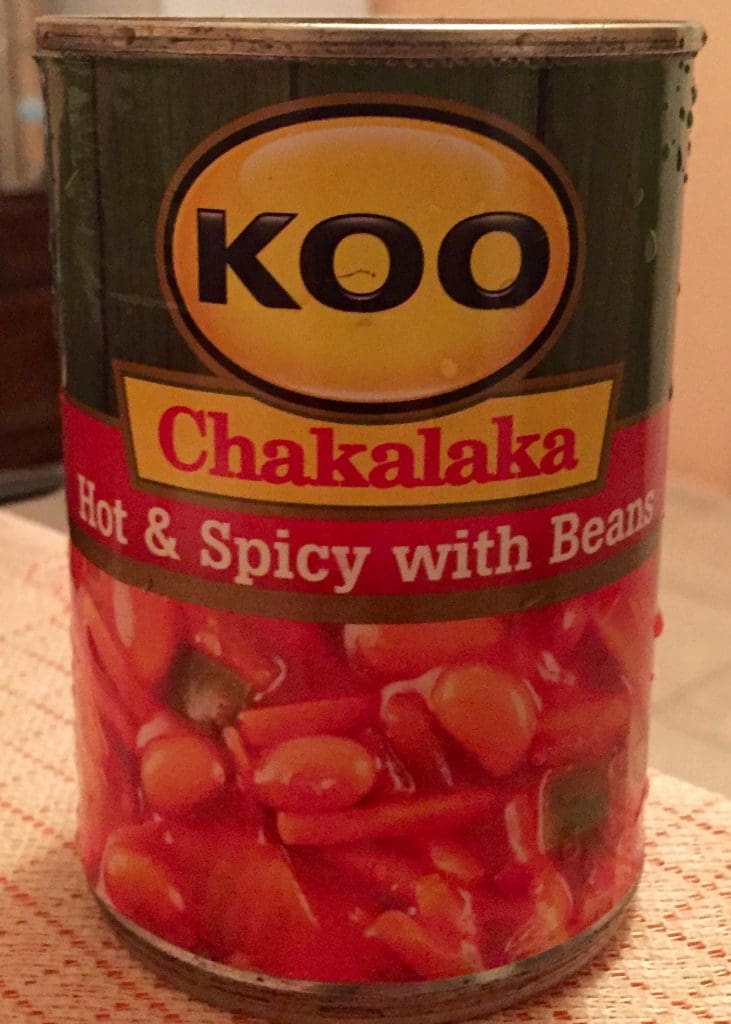 KOO
Chakalaka
Hot & Spicy with Beans